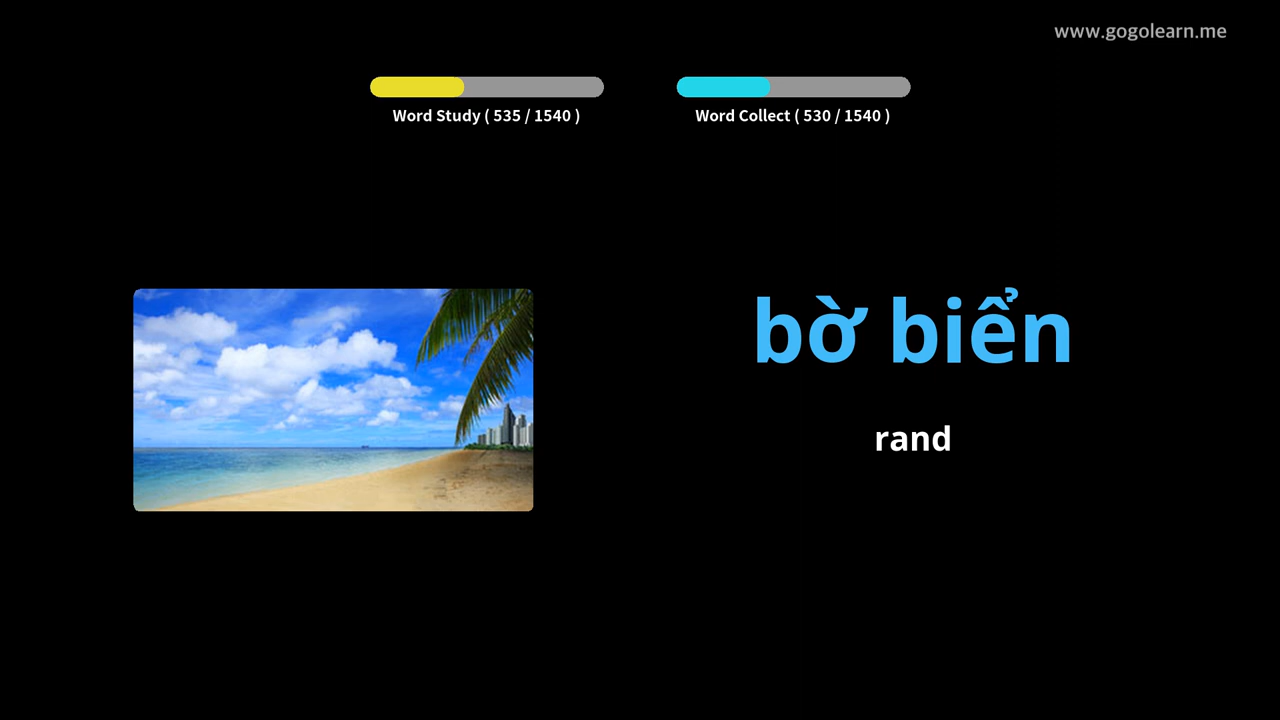 www.gogolearn.me
Word Study ( 535 / 1540 )
Word Collect ( 530 / 1540 )
bờ biển
rand